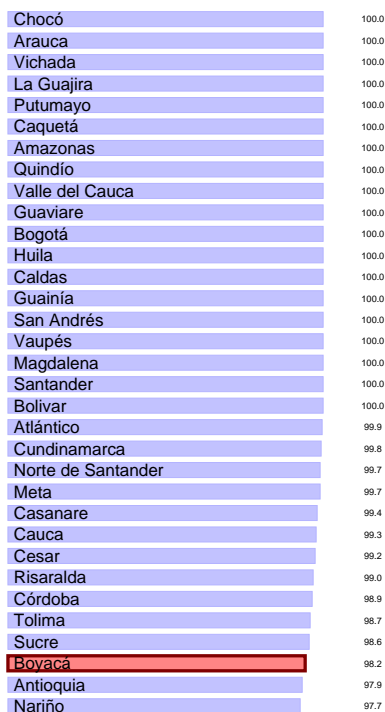 Chocó 100.0
Arauca 100.0
Vichada 100.0
La Guajira 100.0
Putumayo 100.0
Caquetá 100.0
Amazonas 100.0
Quindío 100.0
Valle del Cauca 100.0
Guaviare 100.0
Bogotá 100.0
Huila 100.0
Caldas 100.0
Guainía 100.0
San Andrés 100.0
Vaupés 100.0
Magdalena 100.0
Santander 100.0
Bolivar 100.0
Atlántico 99.9
Cundinamarca 99.8
Norte de Santander 99.7
Meta 99.7
Casanare 99.4
Cauca 99.3
Cesar 99.2
Risaralda 99.0
Córdoba 98.9
Tolima 98.7
Sucre 98.6
Boyacá 98.2
Antioquia 97.9
Nariño 97.7